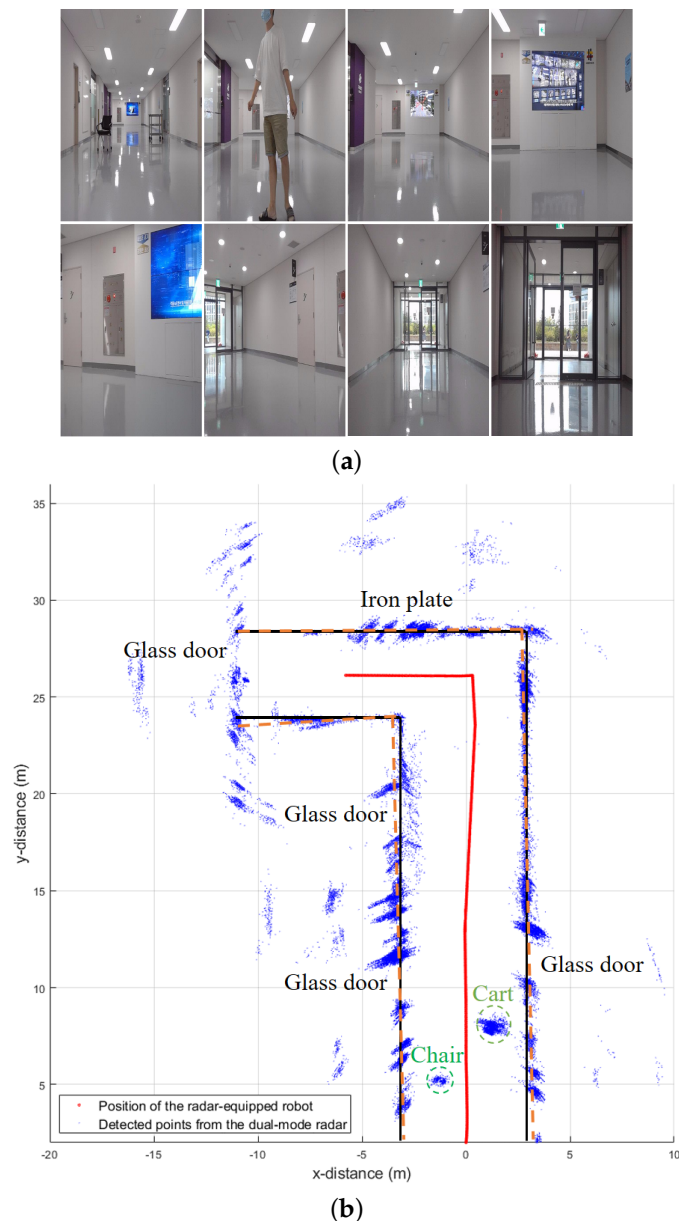 (a)
35
30
25
20
15
10
5
y-distance (m)
Iron plate
Glass door
Glass door
Glass door
Glass door
Cart
Chair
Position of the radar-equipped robot
Detected points from the dual-mode radar
-20 -15 -10 -5 0 5 10
x-distance (m)
(b)